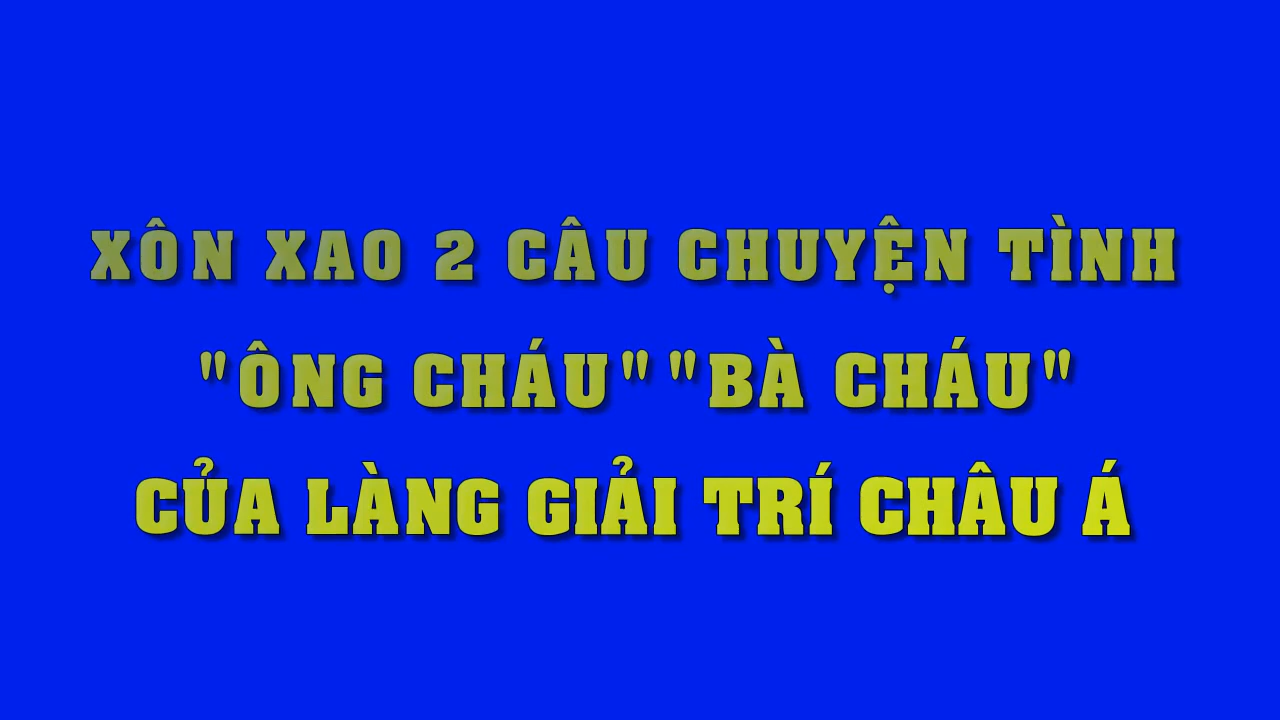 XÔN XAO 2 CÂU CHUYỆN TÌNH
"ÔNG CHÁU" "BÀ CHÁU"
CỦA LÀNG GIẢI TRÍ CHÂU Á